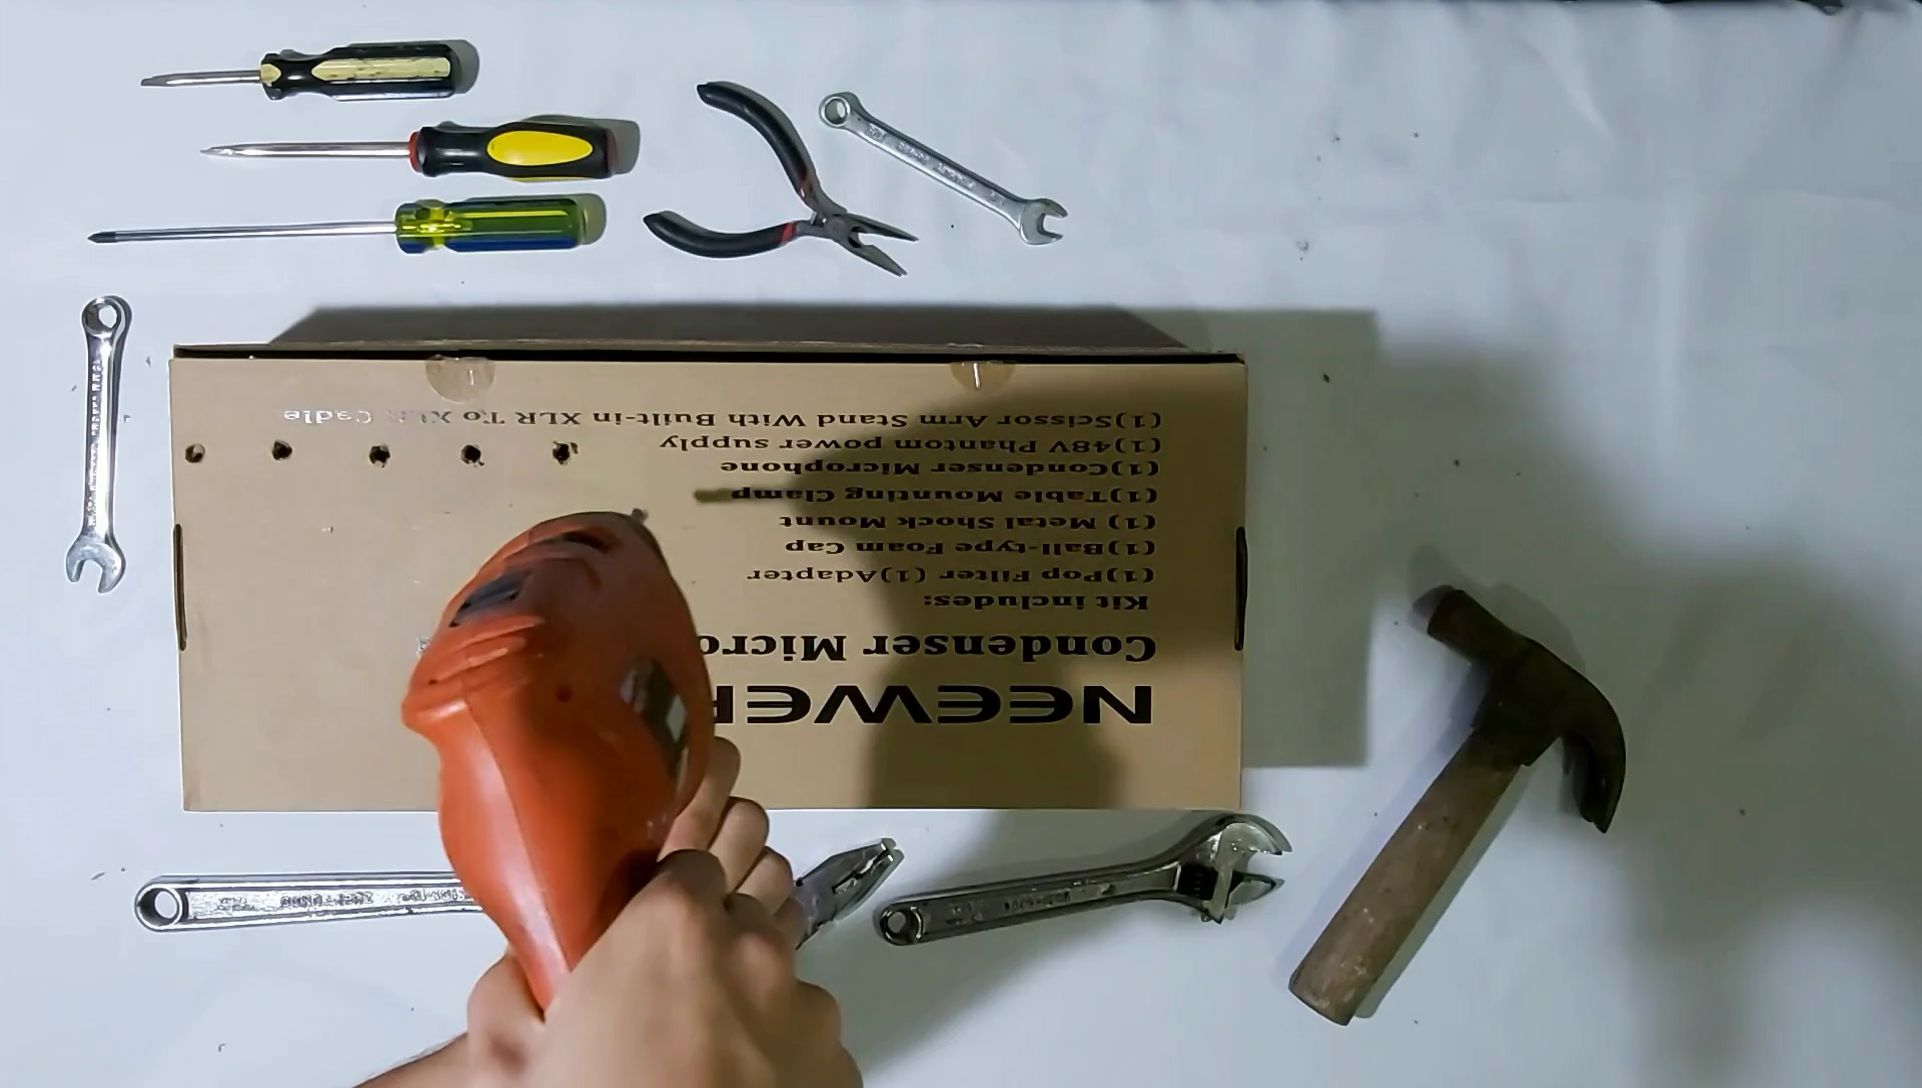 NEEWER
Condenser Micro
Kit includes:
(1)Pop Filter (1)Adapter
(1)Ball-type Foam Cap
(1) Metal Shock Mount
(1)Table Mounting Clamp
(1)Condenser Microphone
(1)48V Phantom power supply
(1)Scissor Arm Stand With Built-in XLR To XLR Cable